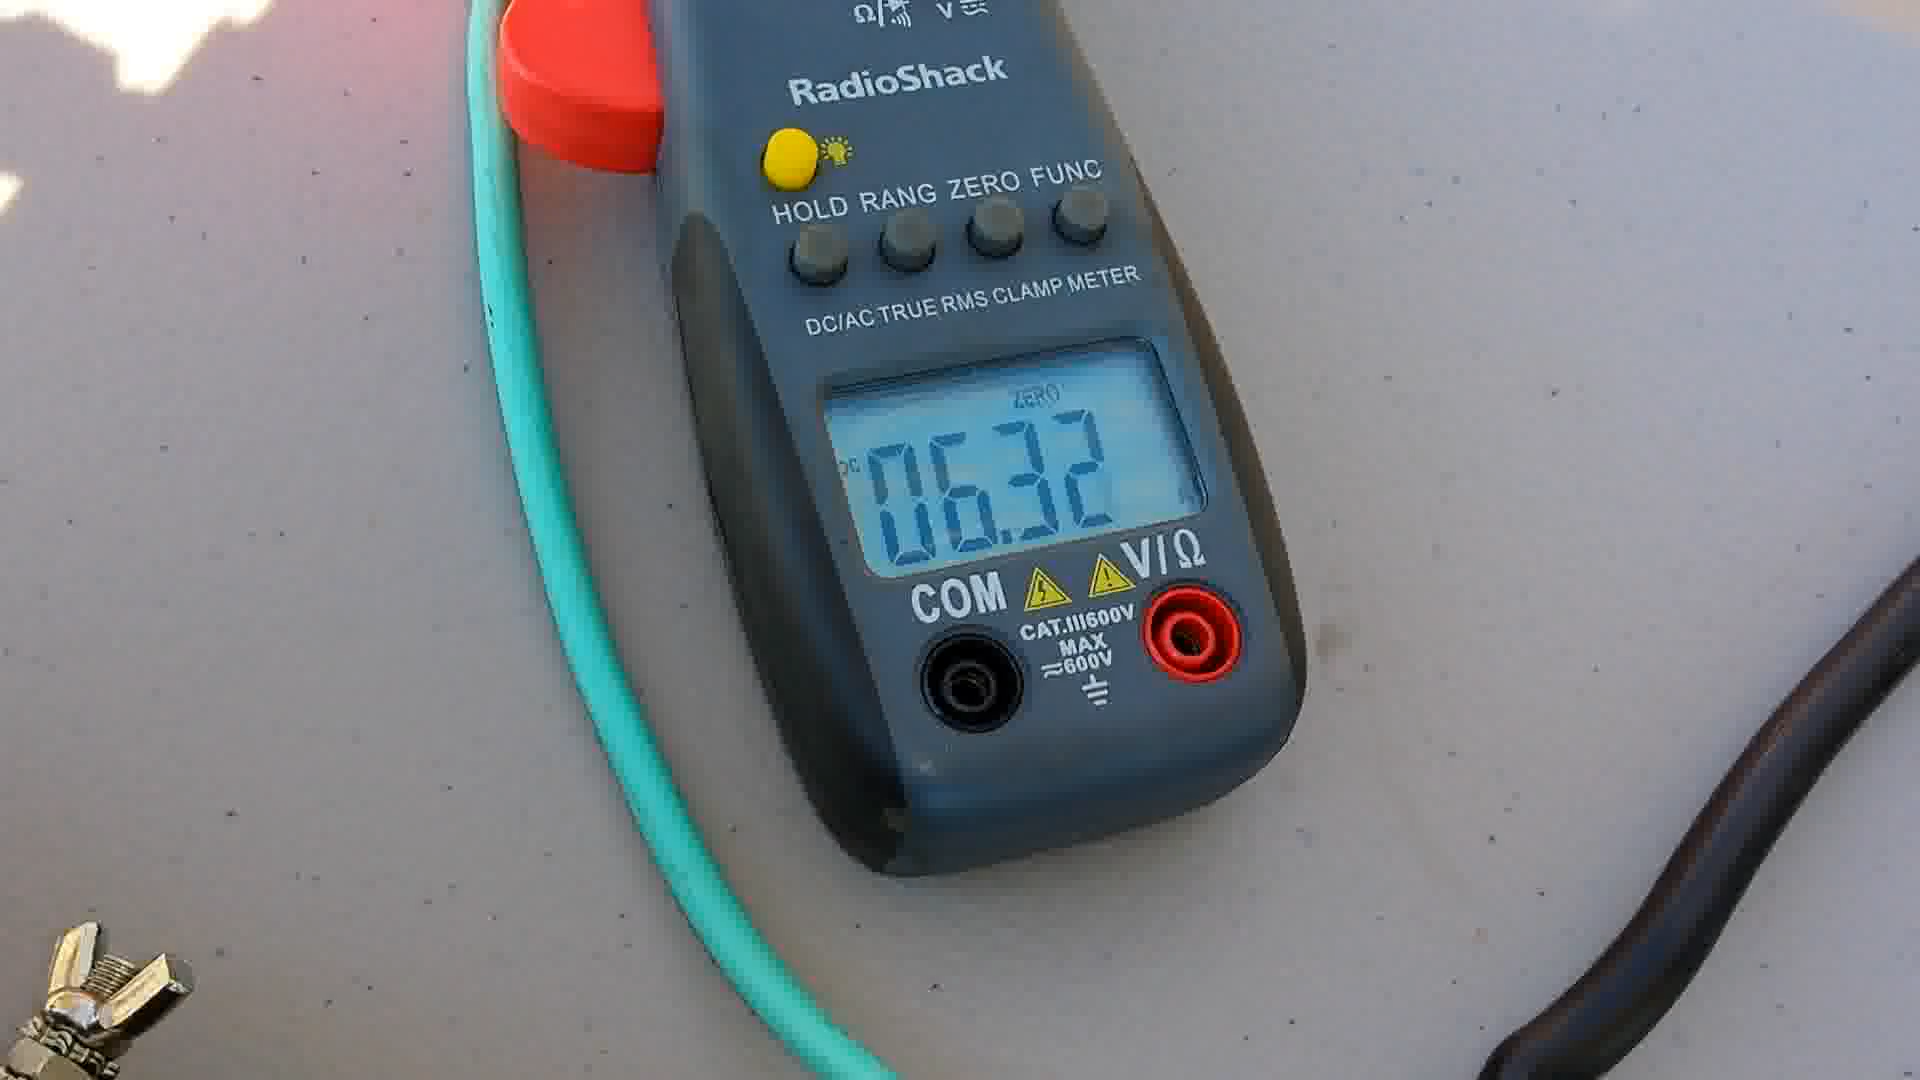 Ω/ V
RadioShack
HOLD RANG ZERO FUNC
DC/AC TRUE RMS CLAMP METER
ZERO
DC 06.32
COM V/Ω
CAT.III600V
MAX
≂600V